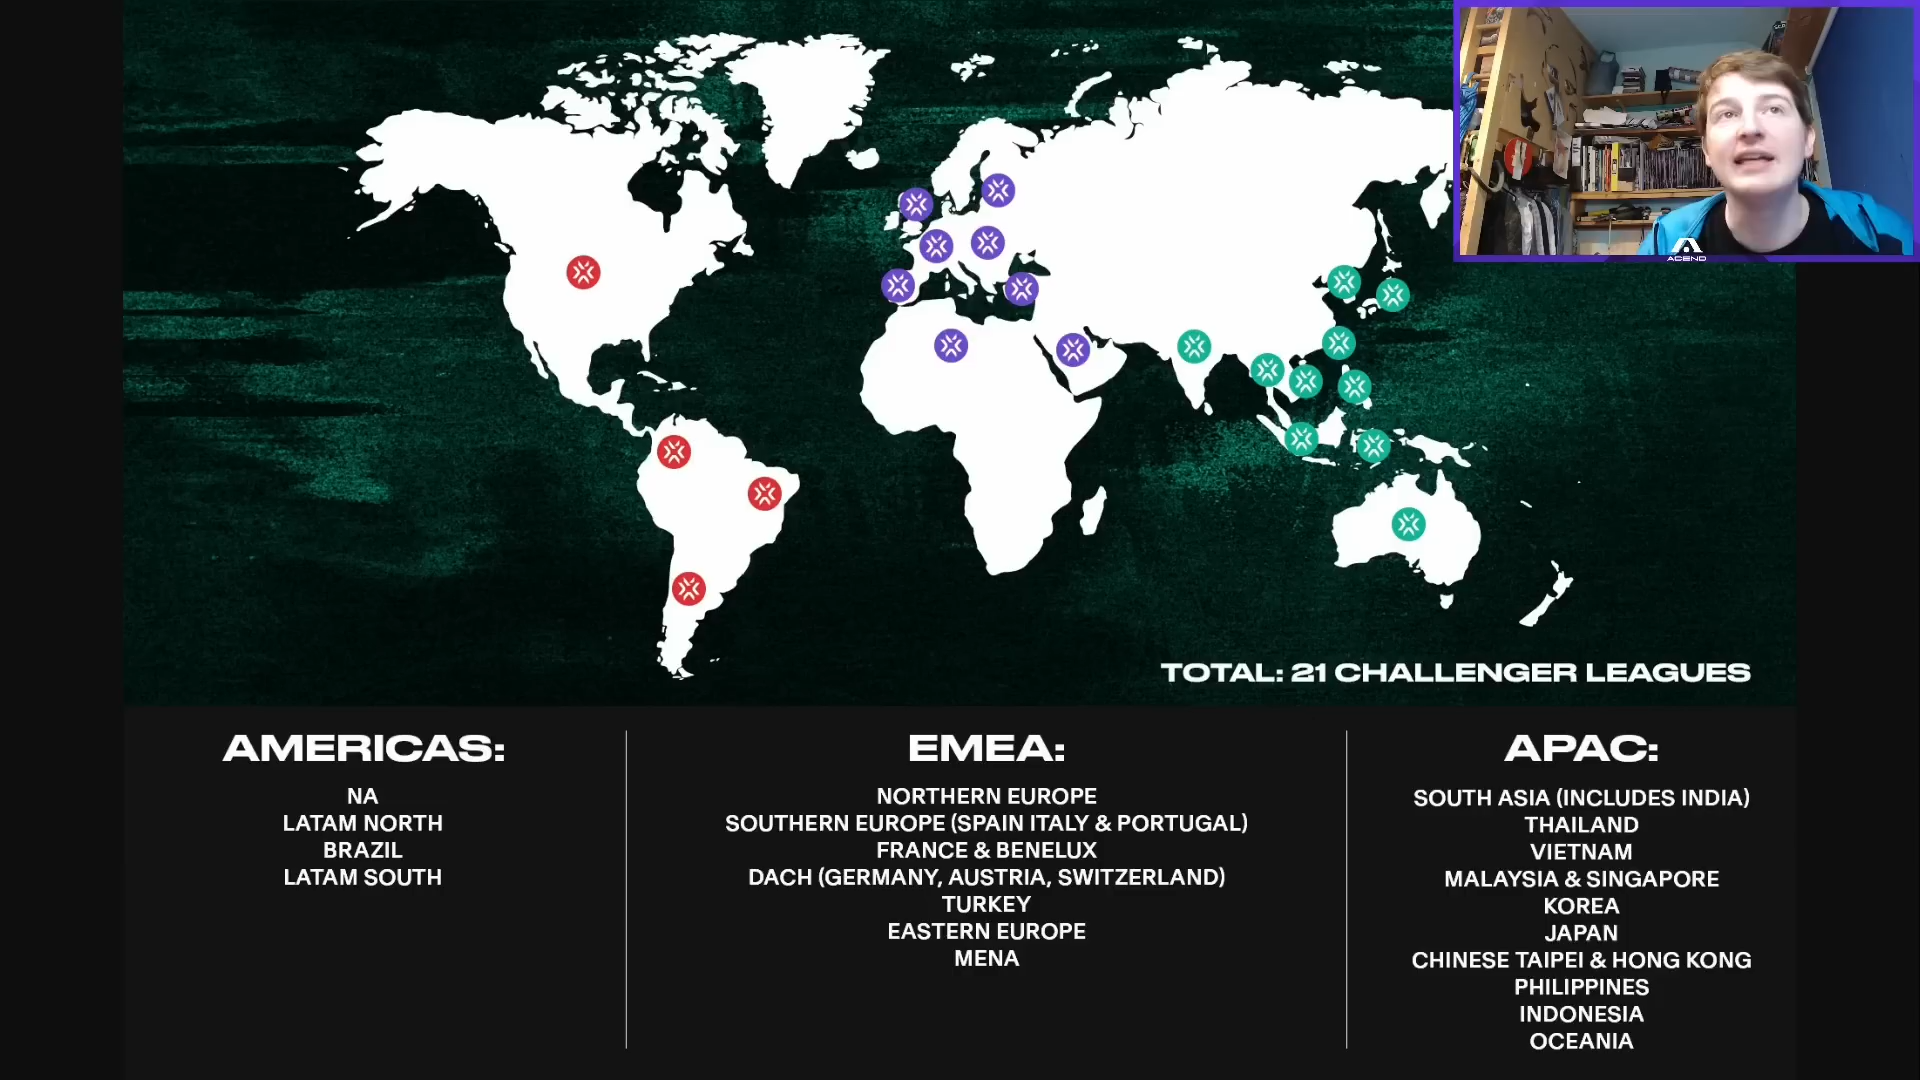 ACEND
TOTAL: 21 CHALLENGER LEAGUES
AMERICAS:
NA
LATAM NORTH
BRAZIL
LATAM SOUTH
EMEA:
NORTHERN EUROPE
SOUTHERN EUROPE (SPAIN ITALY & PORTUGAL)
FRANCE & BENELUX
DACH (GERMANY, AUSTRIA, SWITZERLAND)
TURKEY
EASTERN EUROPE
MENA
APAC:
SOUTH ASIA (INCLUDES INDIA)
THAILAND
VIETNAM
MALAYSIA & SINGAPORE
KOREA
JAPAN
CHINESE TAIPEI & HONG KONG
PHILIPPINES
INDONESIA
OCEANIA